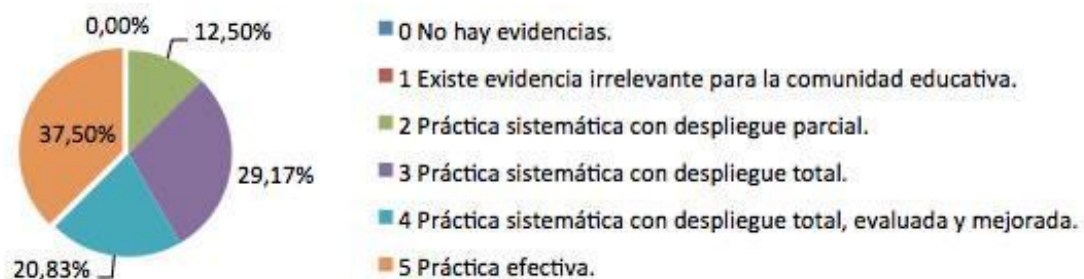 0,00%
12,50%
37,50%
29,17%
20,83%
0 No hay evidencias.
1 Existe evidencia irrelevante para la comunidad educativa.
2 Práctica sistemática con despliegue parcial.
3 Práctica sistemática con despliegue total.
4 Práctica sistemática con despliegue total, evaluada y mejorada.
5 Práctica efectiva.